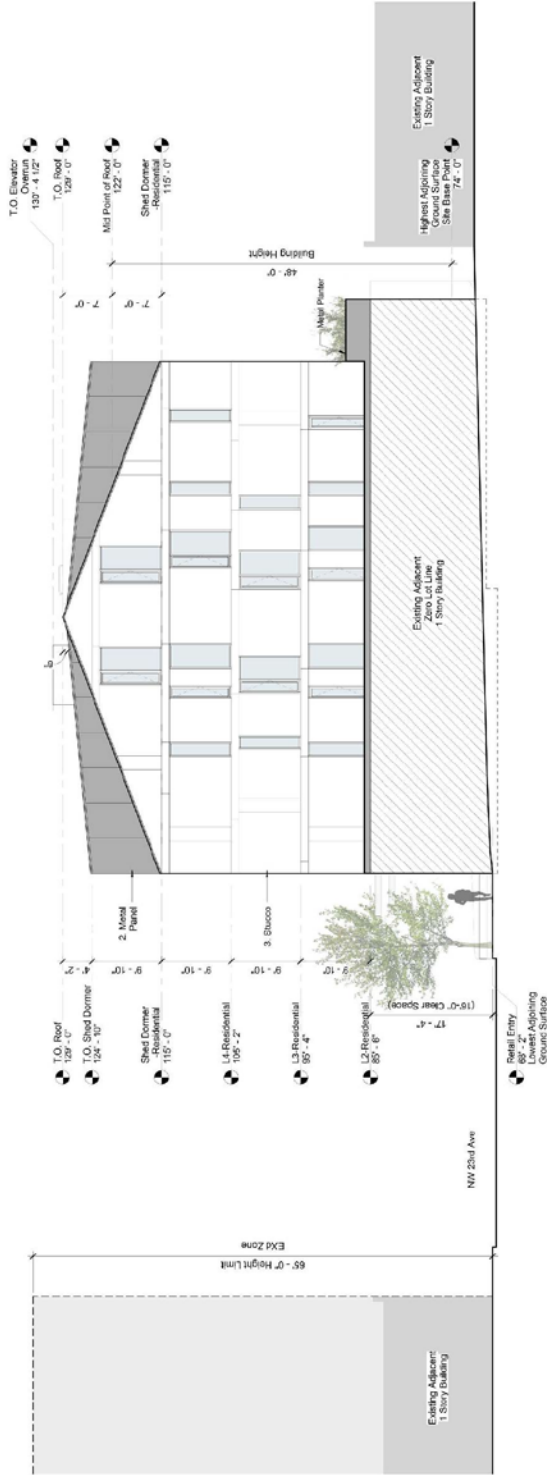 T.O. Elevator
Overrun
130' - 4 1/2"
T.O. Roof
129' - 0"
Mid Point of Roof
122' - 0"
Shed Dormer
-Residential
115' - 0"
7' - 0"
7' - 0"
Building Height
48' - 0"
Highest Adjoining
Ground Surface
Site Base Point
74' - 0"
Existing Adjacent
1 Story Building
Metal Planter
6"
Existing Adjacent
Zero Lot Line
1 Story Building
2. Metal
Panel
3. Stucco
4' - 2"
9' - 10"
9' - 10"
9' - 10"
9' - 10"
17' - 4"
(16'-0" Clear Space)
T.O. Roof
129' - 0"
T.O. Shed Dormer
124' - 10"
Shed Dormer
-Residential
115' - 0"
L4-Residential
105' - 2"
L3-Residential
95' - 4"
L2-Residential
85' - 6"
Retail Entry
Lowest Adjoining
Ground Surface
NW 23rd Ave
65' - 0" Height Limit
EXd Zone
Existing Adjacent
1 Story Building